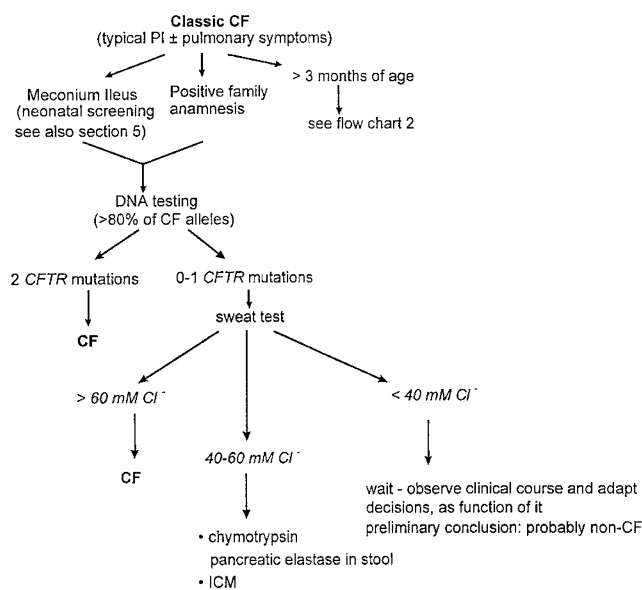 Classic CF
(typical PI ± pulmonary symptoms)
Meconium Ileus
(neonatal screening
see also section 5)
Positive family
anamnesis
> 3 months of age
see flow chart 2
DNA testing
(>80% of CF alleles)
2 CFTR mutations
0-1 CFTR mutations
CF
sweat test
> 60 mM Cl⁻
< 40 mM Cl⁻
40-60 mM Cl⁻
CF
wait - observe clinical course and adapt
decisions, as function of it
preliminary conclusion: probably non-CF
• chymotrypsin
pancreatic elastase in stool
• ICM